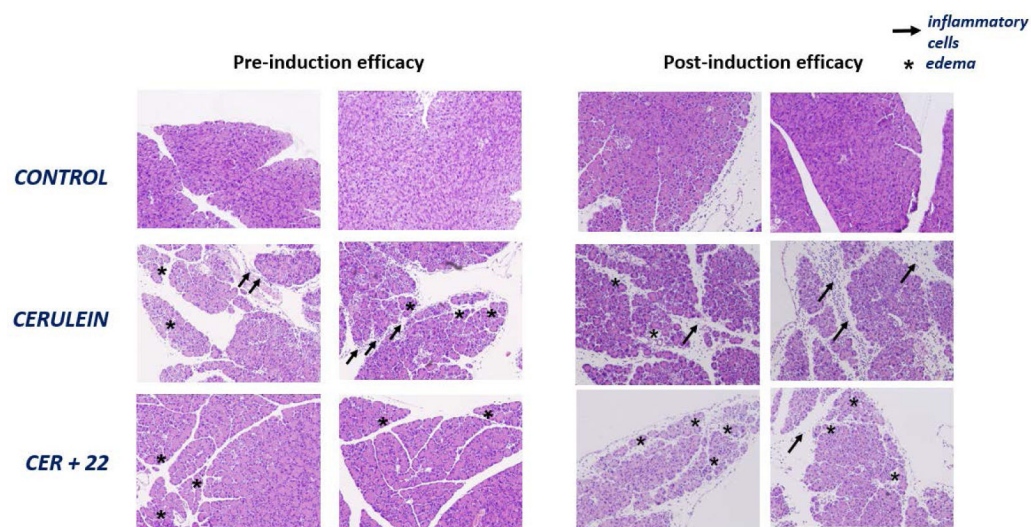 inflammatory
cells
* edema
Pre-induction efficacy
Post-induction efficacy
CONTROL
CERULEIN
CER + 22